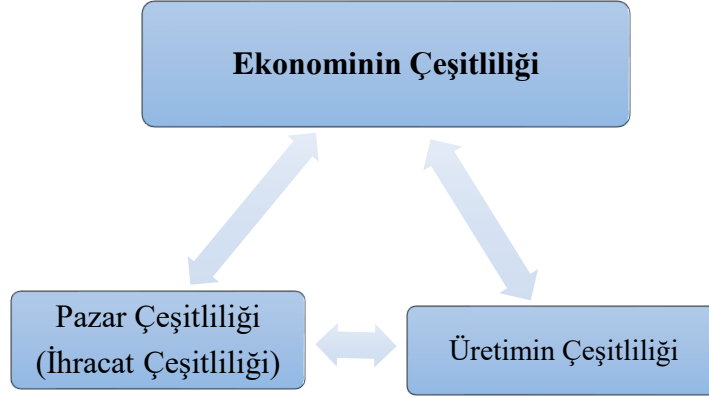 Ekonominin Çeşitliliği
Pazar Çeşitliliği
(İhracat Çeşitliliği)
Üretimin Çeşitliliği